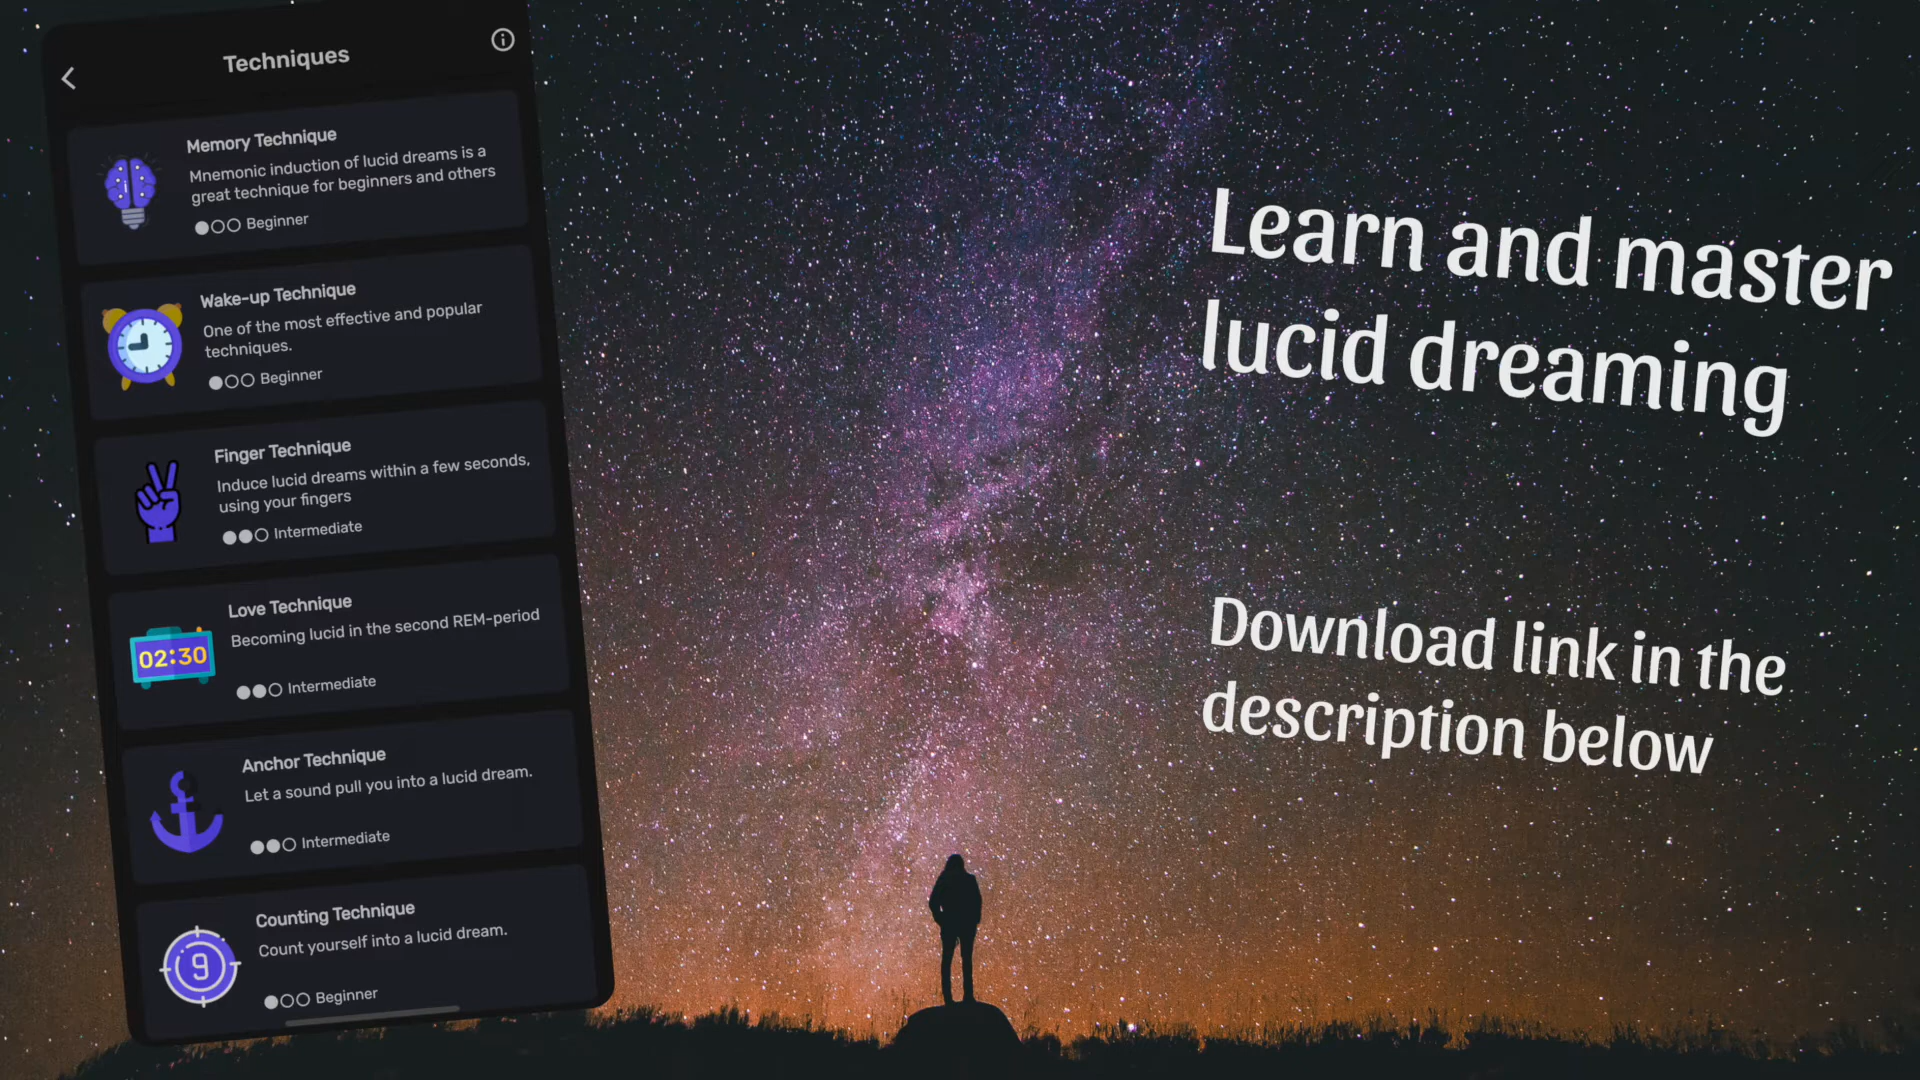 Techniques
Memory Technique
Mnemonic induction of lucid dreams is a
great technique for beginners and others
Beginner
Wake-up Technique
One of the most effective and popular
techniques.
Beginner
Finger Technique
Induce lucid dreams within a few seconds,
using your fingers
Intermediate
Love Technique
Becoming lucid in the second REM-period
02:30
Intermediate
Anchor Technique
Let a sound pull you into a lucid dream.
Intermediate
Counting Technique
Count yourself into a lucid dream.
9
Beginner
Learn and master
lucid dreaming
Download link in the
description below